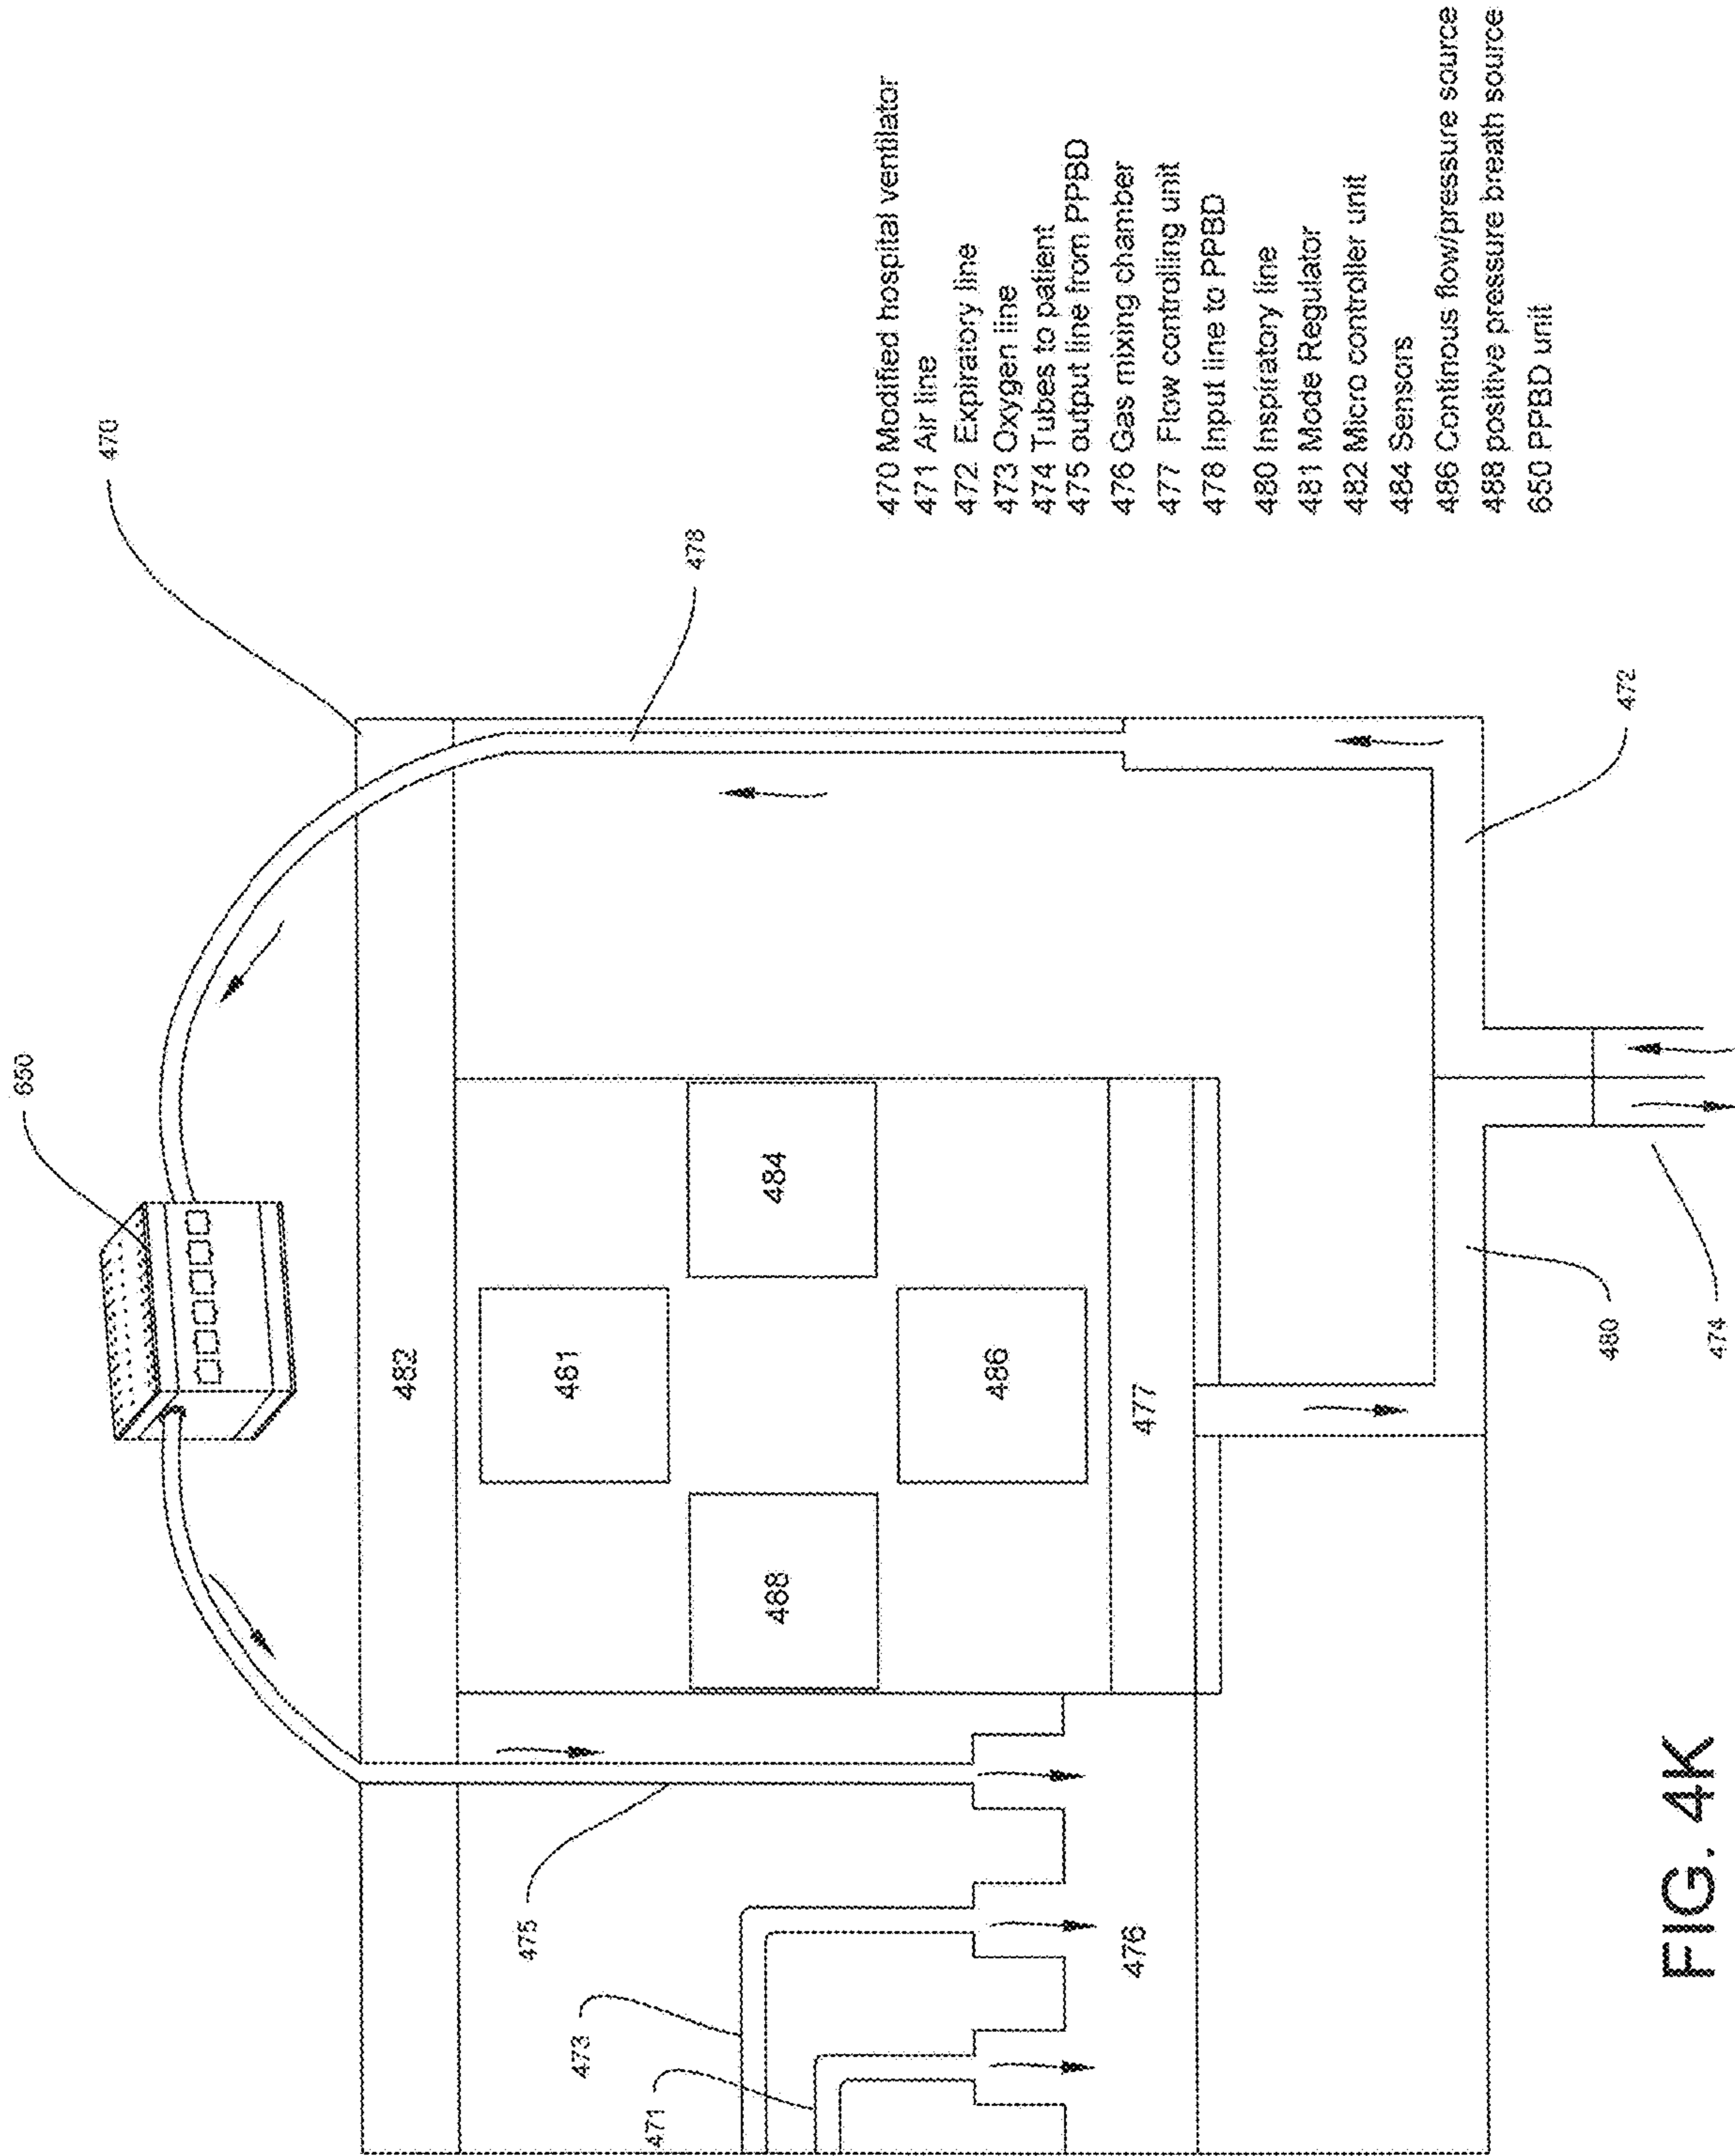 650
470
482
475
481
473
471
478
488
484
486
476
477
480
472
474
470 Modified hospital ventilator
471 Air line
472 Expiratory line
473 Oxygen line
474 Tubes to patient
475 output line from PPBD
476 Gas mixing chamber
477 Flow controlling unit
478 Input line to PPBD
480 Inspiratory line
481 Mode Regulator
482 Micro controller unit
484 Sensors
486 Continous flow/pressure source
488 positive pressure breath source
650 PPBD unit
FIG. 4K